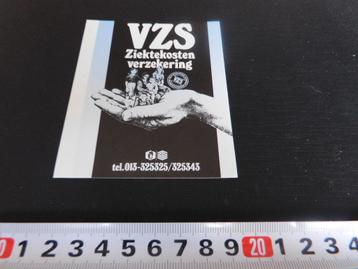 VZS
Ziektekosten
verzekering
tel.013-325325/325343
0 1 2 3 4 5 6 7 8 9 20 1 2 3 4